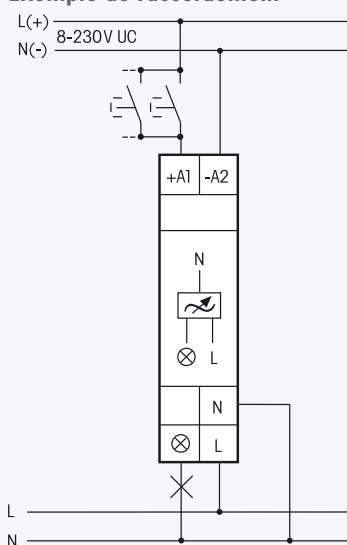 Exemple de raccordement
L(+)
8-230V UC
N(-)
+A1 -A2
N
L
N
L
L
N